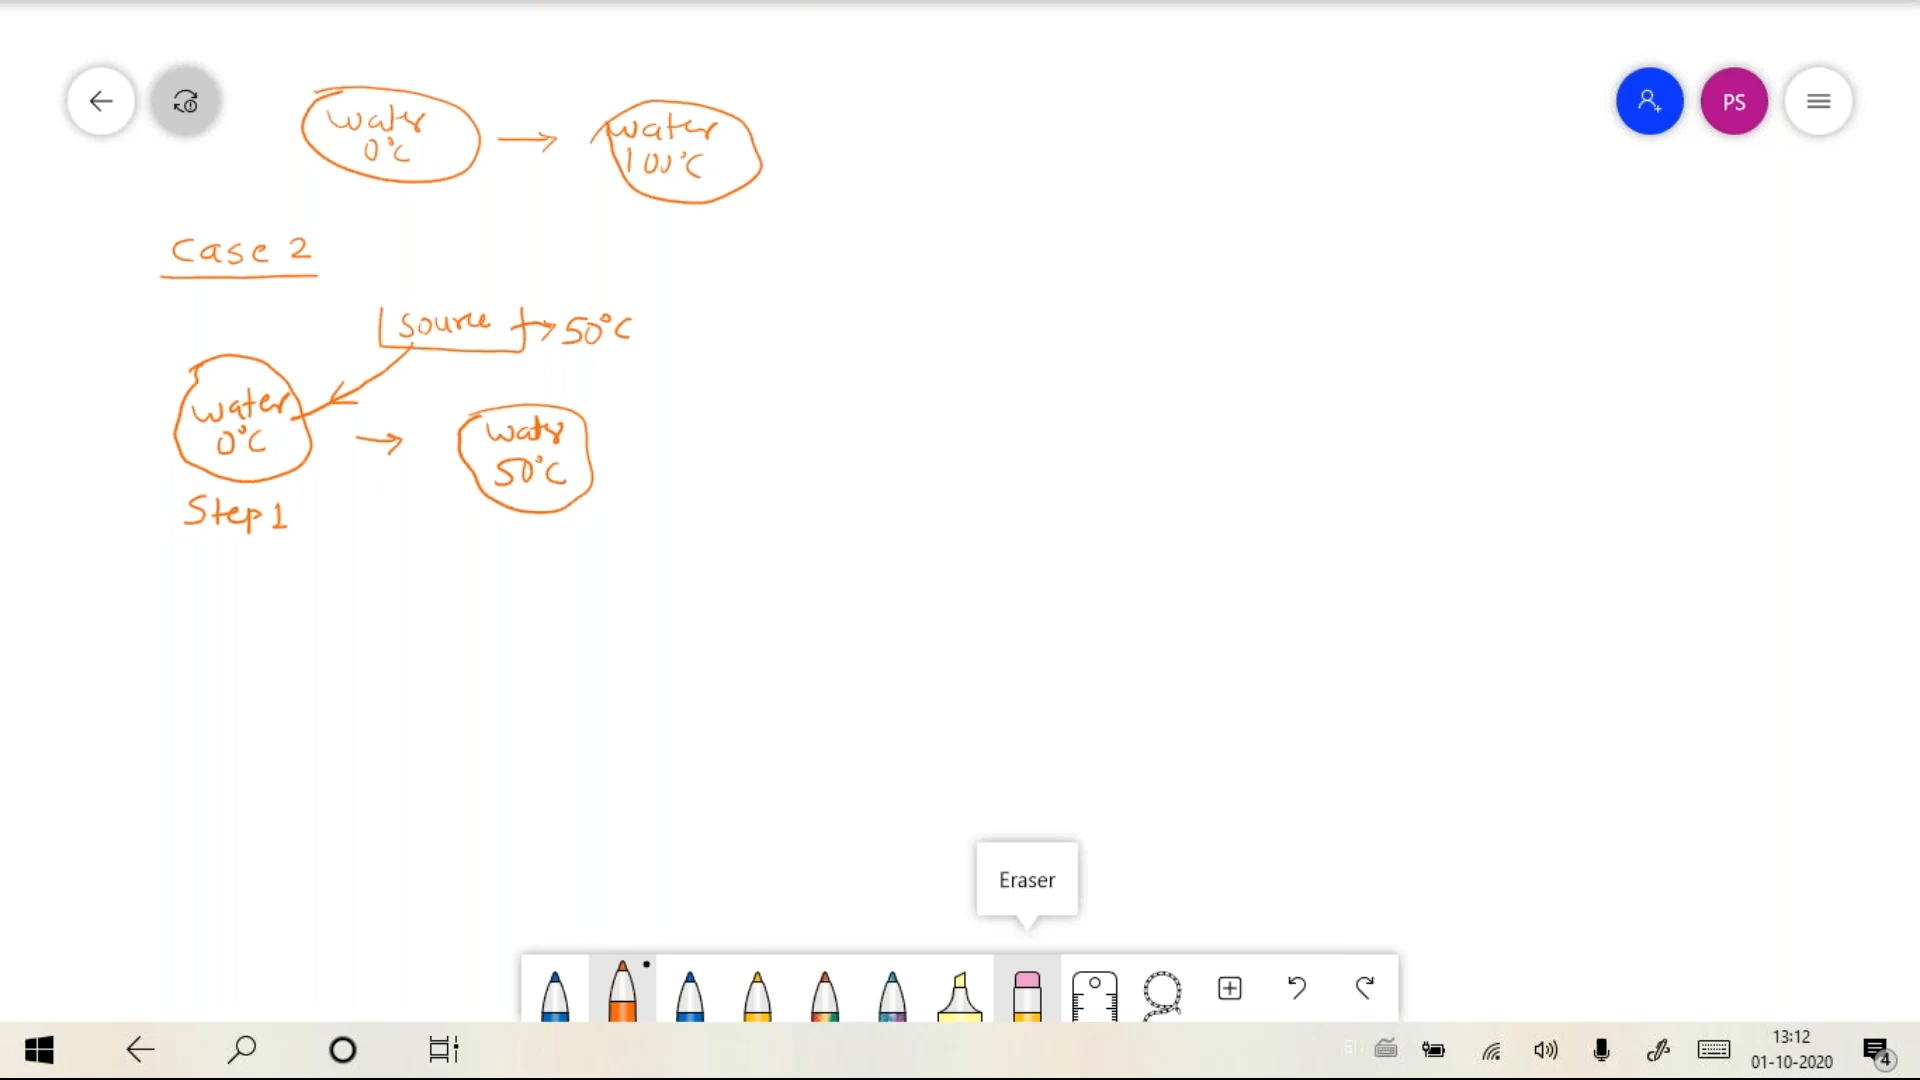 water
0°C → water
100°C
PS
Case 2
source → 50°C
water
0°C → water
50°C
Step 1
Eraser
13:12
01-10-2020
4